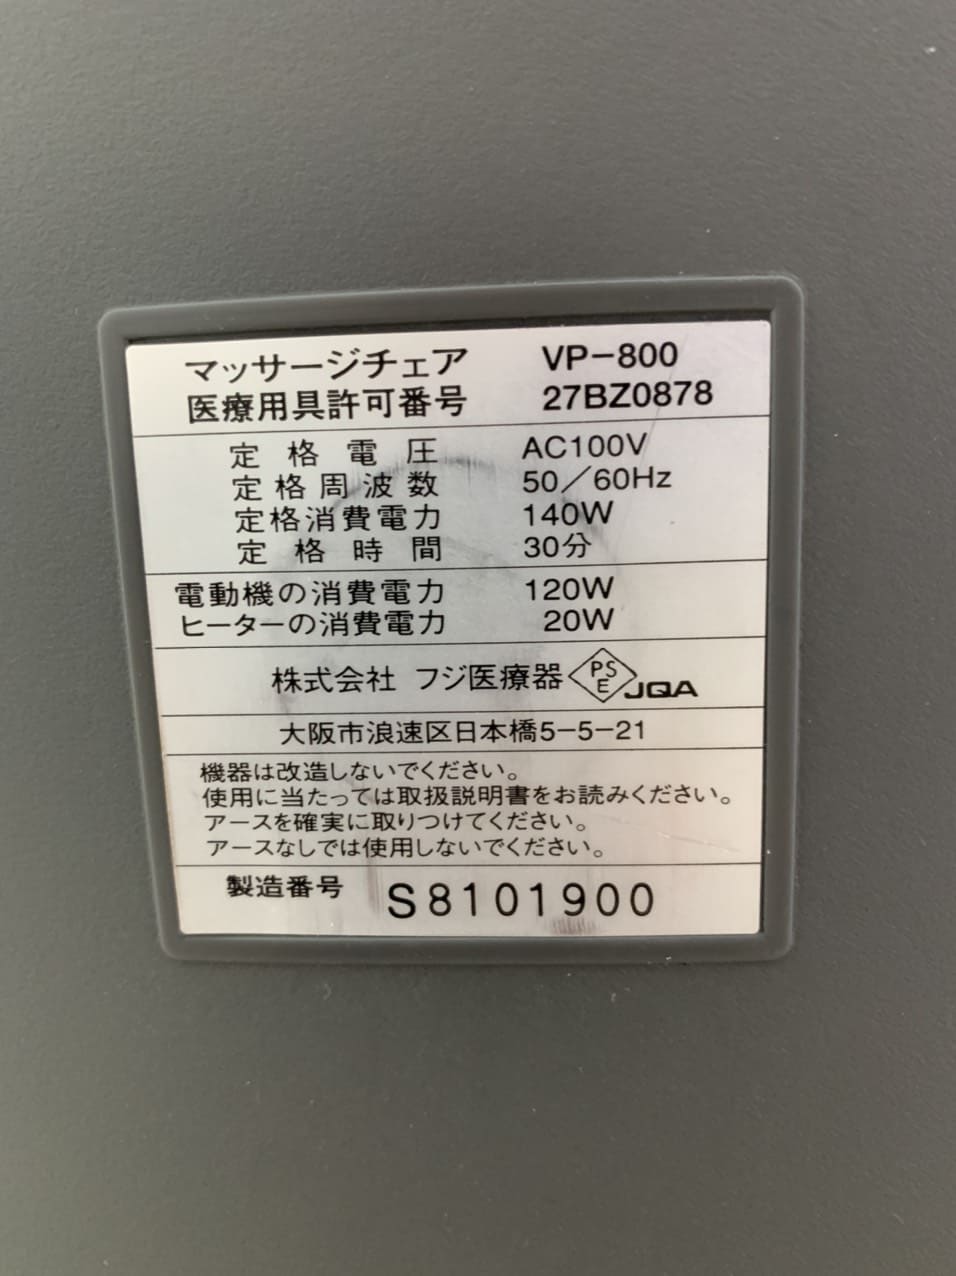 マッサージチェア VP-800
医療用具許可番号 27BZ0878
定格電圧 AC100V
定格周波数 50/60Hz
定格消費電力 140W
定格時間 30分
電動機の消費電力 120W
ヒーターの消費電力 20W
株式会社 フジ医療器 PSE JQA
大阪市浪速区日本橋5-5-21
機器は改造しないでください。
使用に当たっては取扱説明書をお読みください。
アースを確実に取りつけてください。
アースなしでは使用しないでください。
製造番号 S8101900